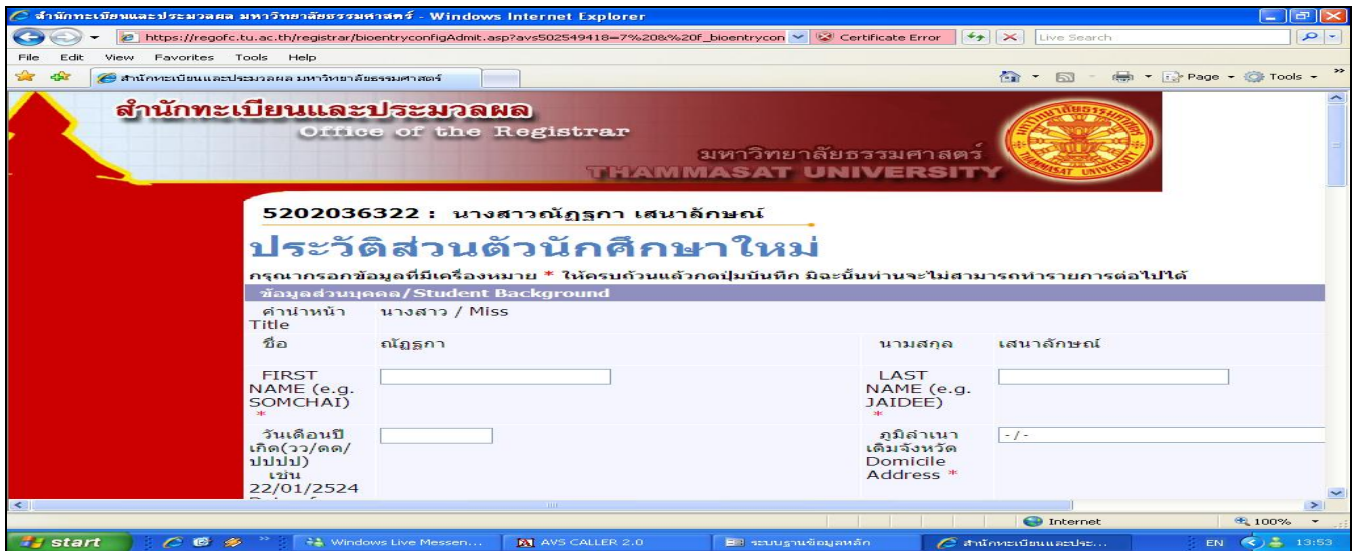 สำนักทะเบียนและประมวลผล มหาวิทยาลัยธรรมศาสตร์ - Windows Internet Explorer
https://regofc.tu.ac.th/registrar/bioentryconfigAdmit.asp?avs502549418=7%208&%20f_bioentrycon Certificate Error Live Search
File Edit View Favorites Tools Help
สำนักทะเบียนและประมวลผล มหาวิทยาลัยธรรมศาสตร์ Page Tools
สำนักทะเบียนและประมวลผล
Office of the Registrar
มหาวิทยาลัยธรรมศาสตร์
THAMMASAT UNIVERSITY
5202036322 : นางสาวณัฏฐกา เสนาลักษณ์
ประวัติส่วนตัวนักศึกษาใหม่
กรุณากรอกข้อมูลที่มีเครื่องหมาย * ให้ครบถ้วนแล้วกดปุ่มบันทึก มิฉะนั้นท่านจะไม่สามารถทำรายการต่อไปได้
ข้อมูลส่วนบุคคล/Student Background
คำนำหน้า นางสาว / Miss
Title
ชื่อ ณัฏฐกา นามสกุล เสนาลักษณ์
FIRST LAST
NAME (e.g. NAME (e.g.
SOMCHAI) JAIDEE)
* *
วันเดือนปี ภูมิลำเนา - / -
เกิด(วว/ดด/ เดิมจังหวัด
ปปปป) Domicile
เช่น Address *
22/01/2524
Internet 100%
start Windows Live Messen... AVS CALLER 2.0 ระบบฐานข้อมูลหลัก สำนักทะเบียนและประ... EN 13:53